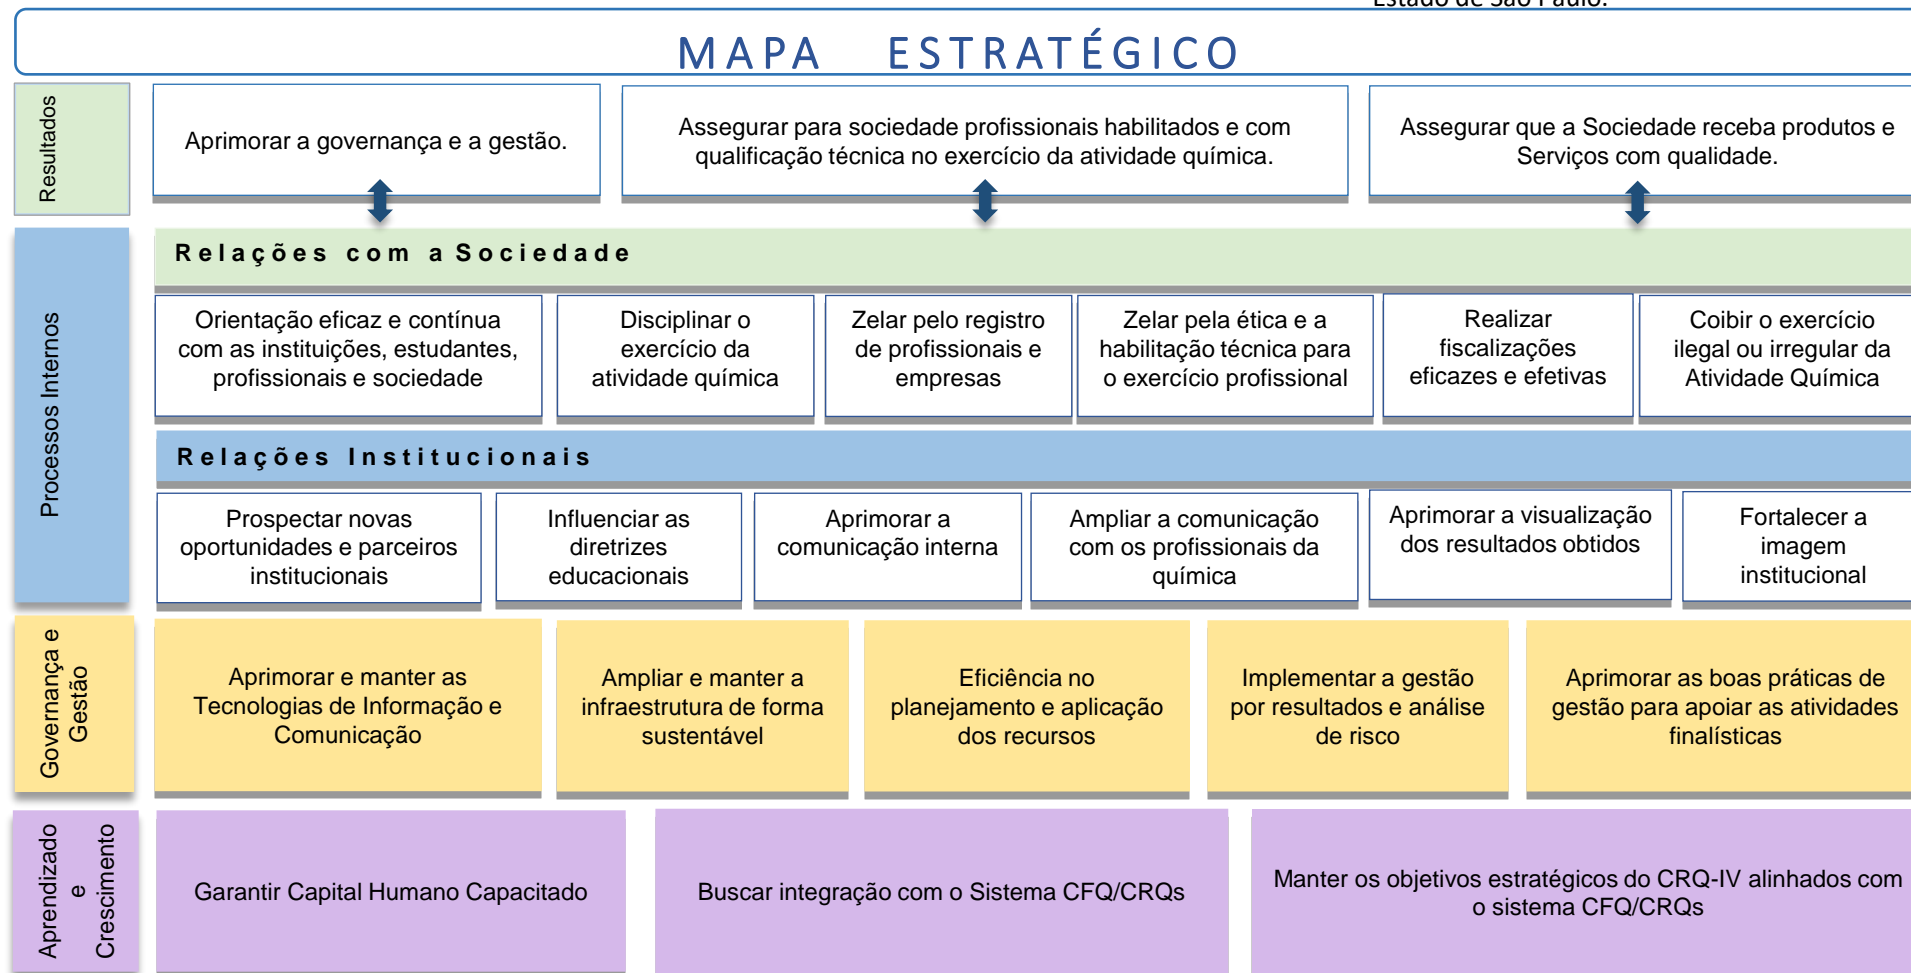 Estado de São Paulo.
MAPA ESTRATÉGICO
Resultados
Aprimorar a governança e a gestão.
Assegurar para sociedade profissionais habilitados e com
qualificação técnica no exercício da atividade química.
Assegurar que a Sociedade receba produtos e
Serviços com qualidade.
Processos Internos
Relações com a Sociedade
Orientação eficaz e contínua
com as instituições, estudantes,
profissionais e sociedade
Disciplinar o
exercício da
atividade química
Zelar pelo registro
de profissionais e
empresas
Zelar pela ética e a
habilitação técnica para
o exercício profissional
Realizar
fiscalizações
eficazes e efetivas
Coibir o exercício
ilegal ou irregular da
Atividade Química
Relações Institucionais
Prospectar novas
oportunidades e parceiros
institucionais
Influenciar as
diretrizes
educacionais
Aprimorar a
comunicação interna
Ampliar a comunicação
com os profissionais da
química
Aprimorar a visualização
dos resultados obtidos
Fortalecer a
imagem
institucional
Governança e
Gestão
Aprimorar e manter as
Tecnologias de Informação e
Comunicação
Ampliar e manter a
infraestrutura de forma
sustentável
Eficiência no
planejamento e aplicação
dos recursos
Implementar a gestão
por resultados e análise
de risco
Aprimorar as boas práticas de
gestão para apoiar as atividades
finalísticas
Aprendizado
e
Crescimento
Garantir Capital Humano Capacitado
Buscar integração com o Sistema CFQ/CRQs
Manter os objetivos estratégicos do CRQ-IV alinhados com
o sistema CFQ/CRQs